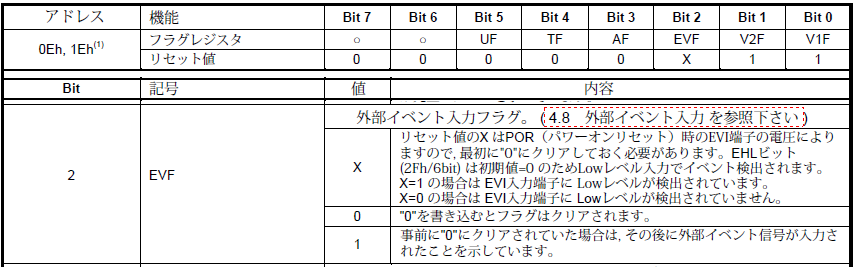 アドレス 機能 Bit 7 Bit 6 Bit 5 Bit 4 Bit 3 Bit 2 Bit 1 Bit 0
0Eh, 1Eh(1) フラグレジスタ ○ ○ UF TF AF EVF V2F V1F
リセット値 0 0 0 0 0 X 1 1
Bit 記号 値 内容
2 EVF 外部イベント入力フラグ。 (4.8 外部イベント入力 を参照下さい)
X リセット値のX はPOR（パワーオンリセット）時のEVI端子の電圧により
ますので, 最初に"0"にクリアしておく必要があります。EHLビット
(2Fh/6bit) は初期値=0 のためLowレベル入力でイベント検出されます。
X=1 の場合は EVI入力端子に Lowレベルが検出されています。
X=0 の場合は EVI入力端子に Lowレベルが検出されていません。
0 "0"を書き込むとフラグはクリアされます。
1 事前に"0"にクリアされていた場合は, その後に外部イベント信号が入力さ
れたことを示しています。